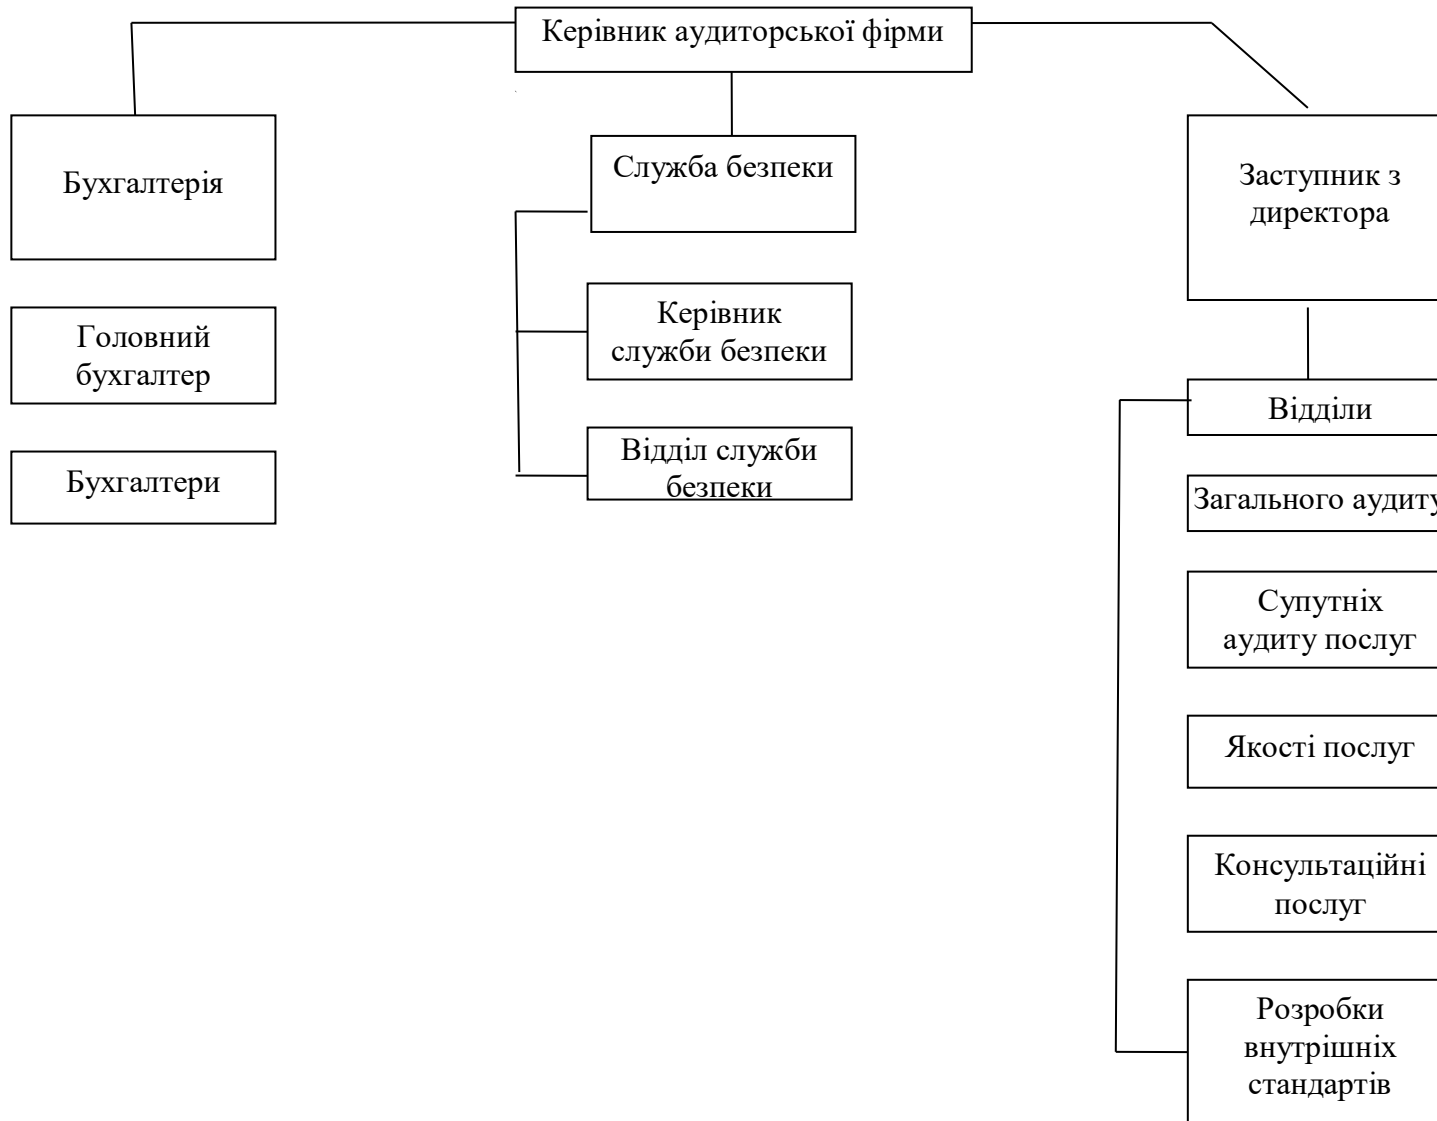 Керівник аудиторської фірми
Бухгалтерія
Головний
бухгалтер
Бухгалтери
Служба безпеки
Керівник
служби безпеки
Відділ служби
безпеки
Заступник з
директора
Відділи
Загального аудиту
Супутніх
аудиту послуг
Якості послуг
Консультаційні
послуг
Розробки
внутрішніх
стандартів